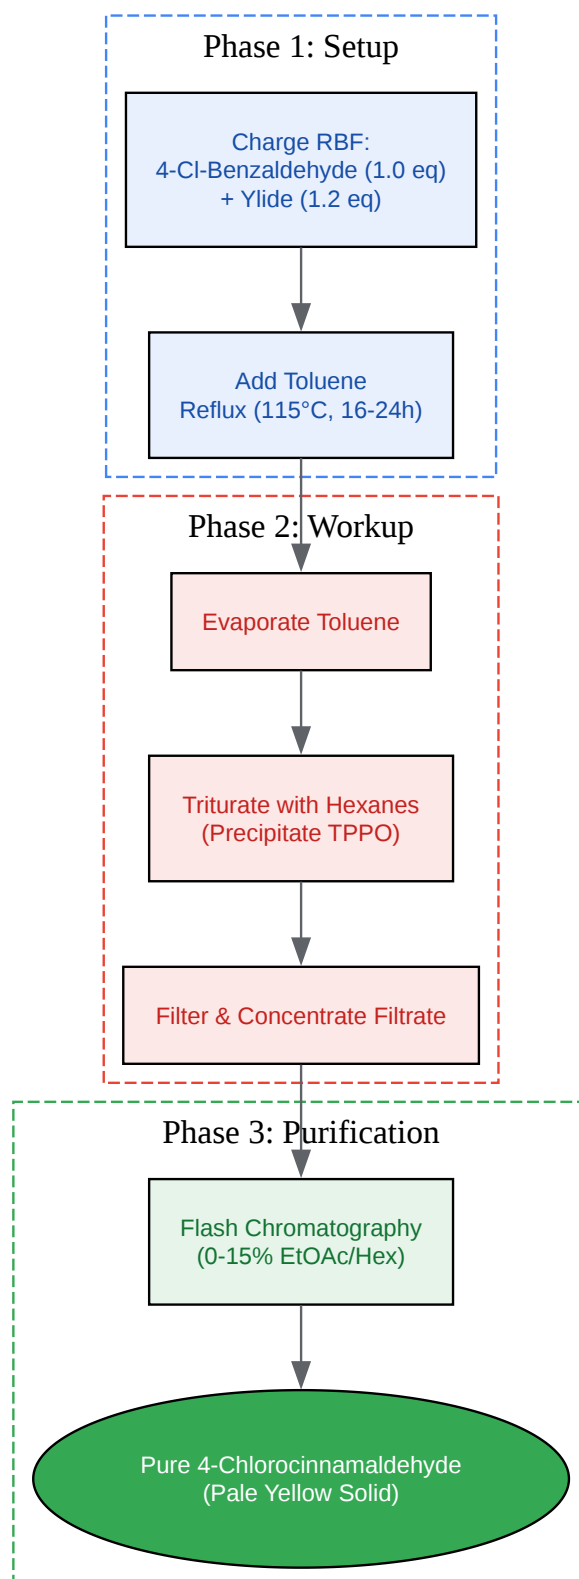 Phase 1: Setup
Charge RBF:
4-Cl-Benzaldehyde (1.0 eq)
+ Ylide (1.2 eq)
Add Toluene
Reflux (115°C, 16-24h)
Phase 2: Workup
Evaporate Toluene
Triturate with Hexanes
(Precipitate TPPO)
Filter & Concentrate Filtrate
Phase 3: Purification
Flash Chromatography
(0-15% EtOAc/Hex)
Pure 4-Chlorocinnamaldehyde
(Pale Yellow Solid)